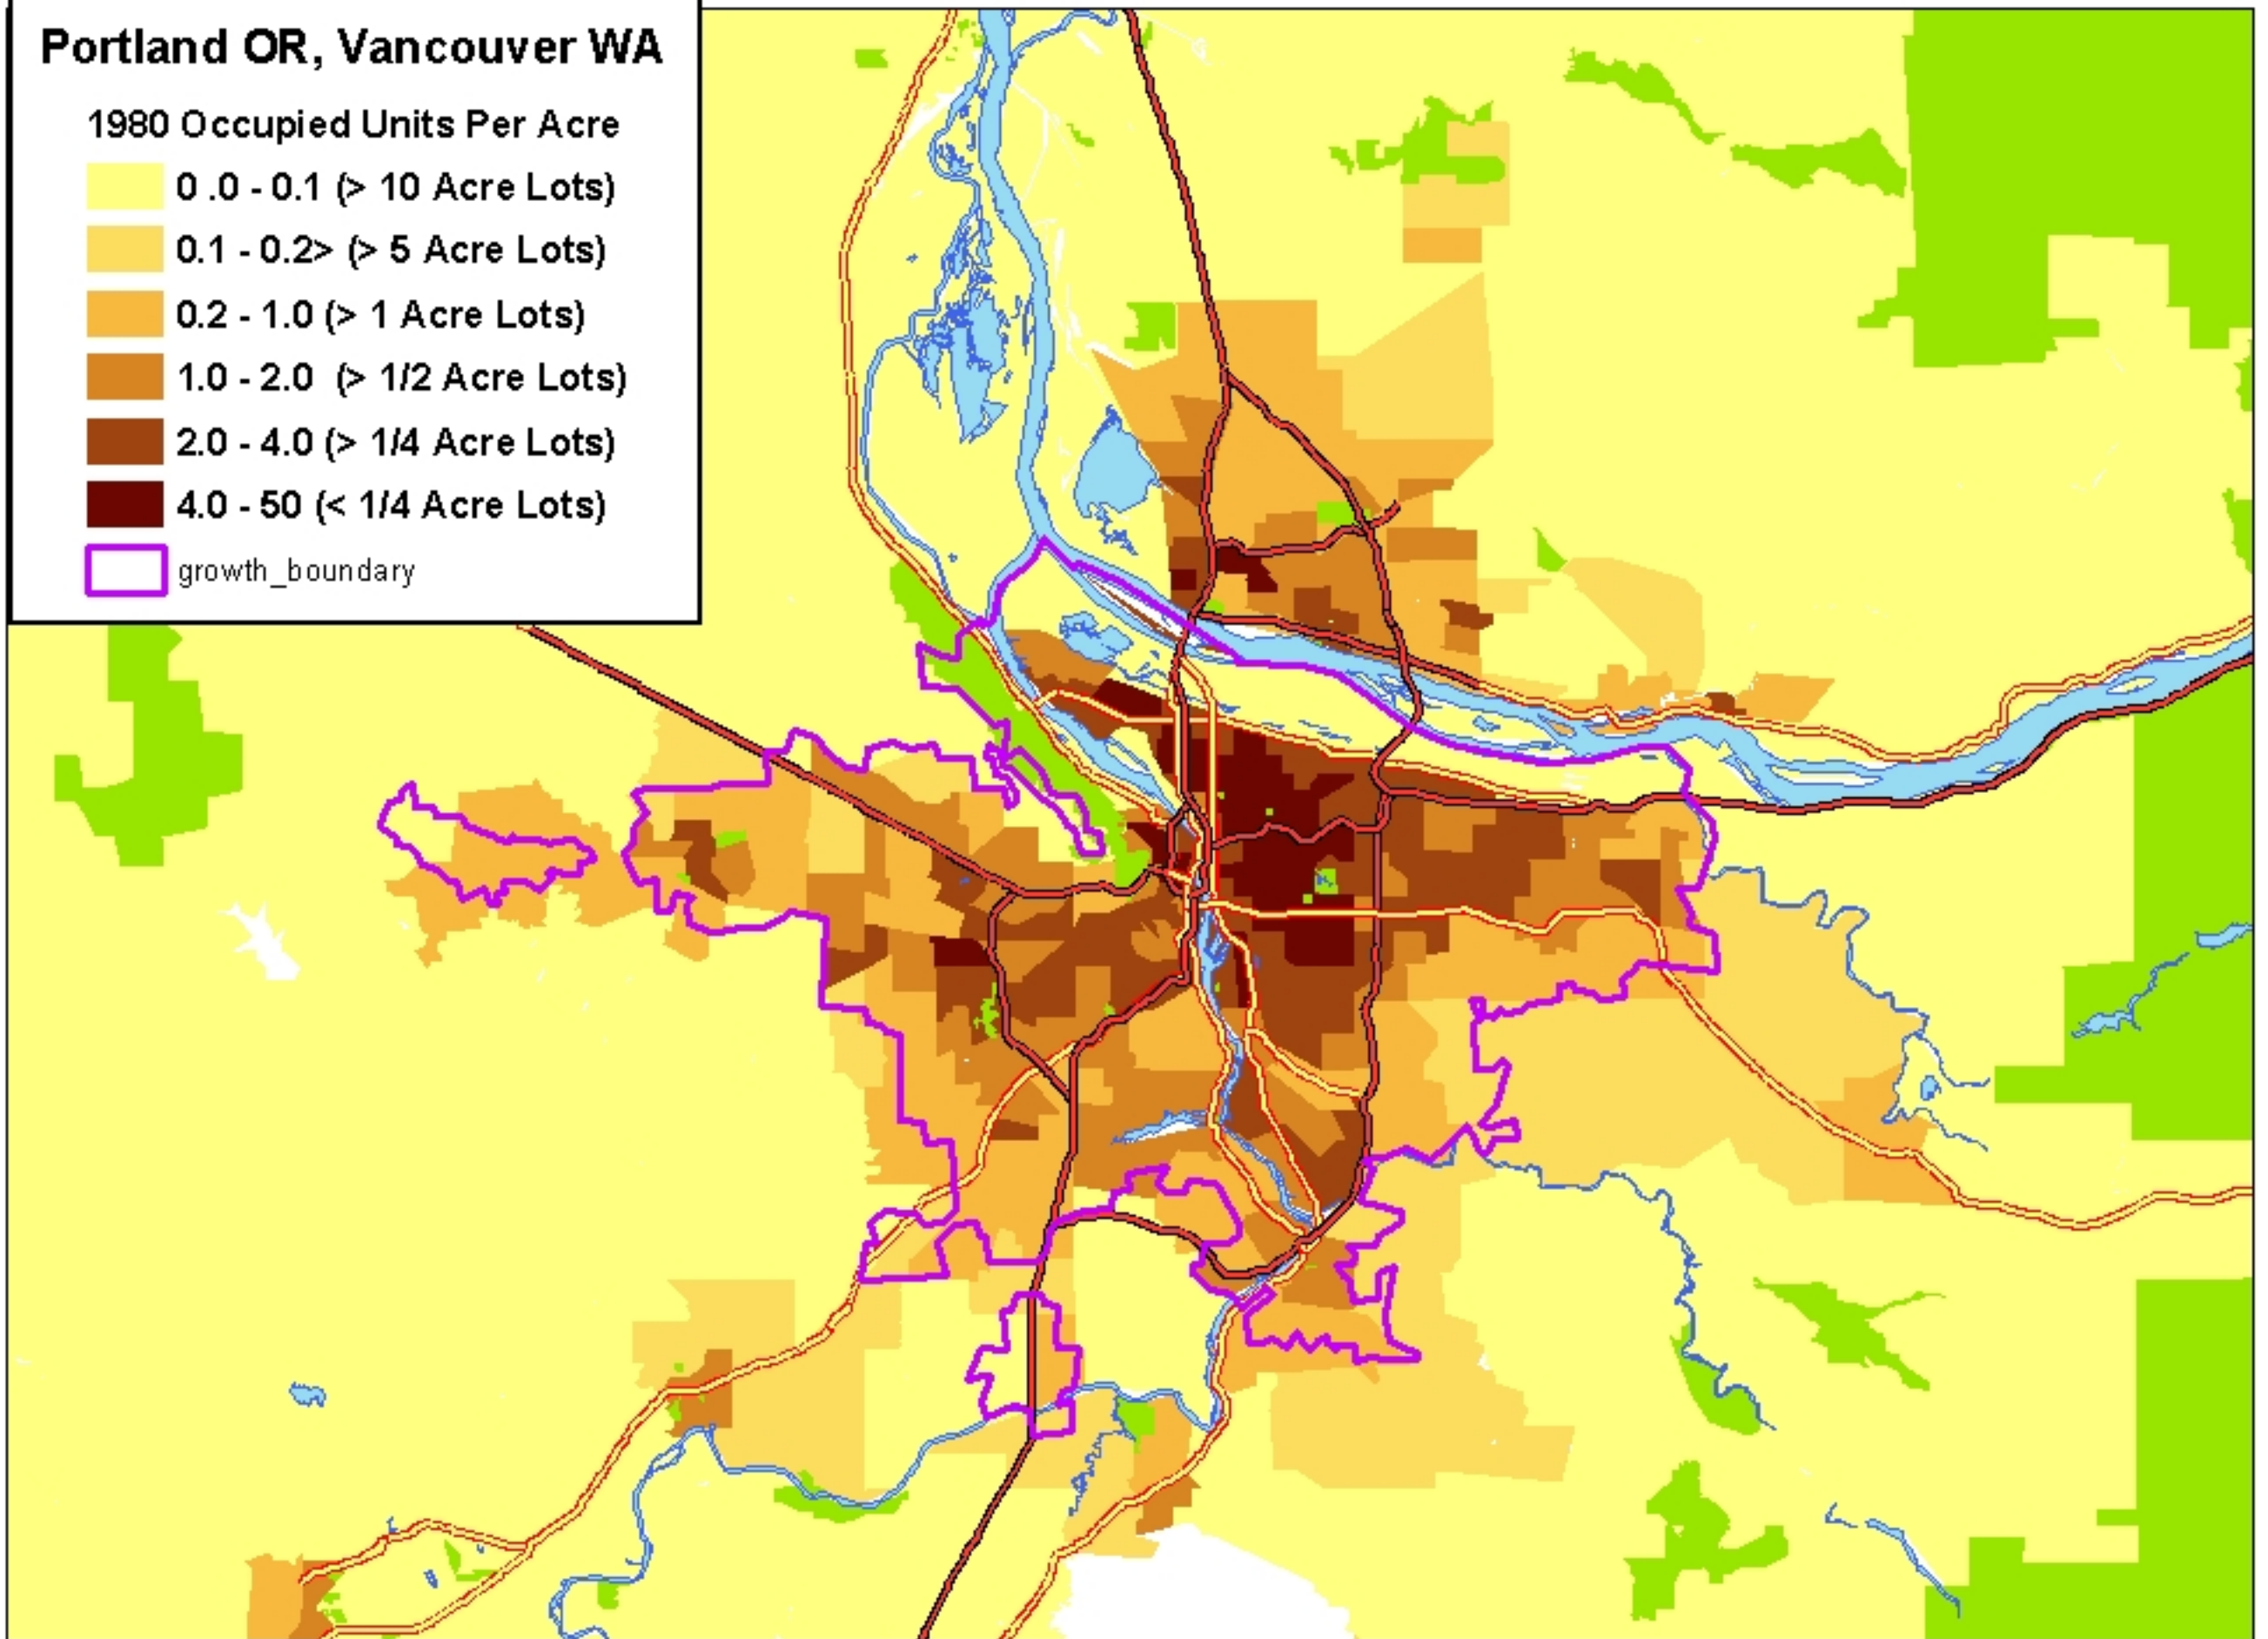 Portland OR, Vancouver WA
1980 Occupied Units Per Acre
0 .0 - 0.1 (> 10 Acre Lots)
0.1 - 0.2> (> 5 Acre Lots)
0.2 - 1.0 (> 1 Acre Lots)
1.0 - 2.0 (> 1/2 Acre Lots)
2.0 - 4.0 (> 1/4 Acre Lots)
4.0 - 50 (< 1/4 Acre Lots)
growth_boundary